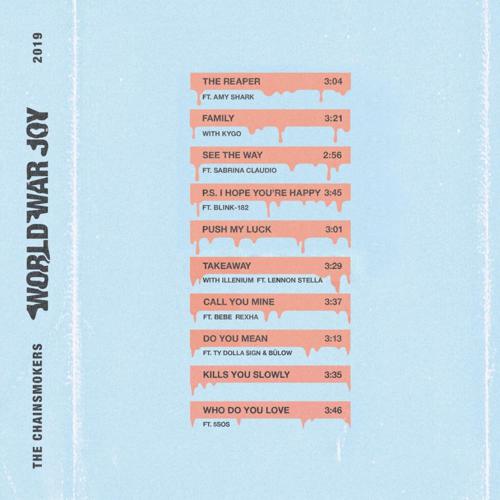 THE REAPER 3:04
FT. AMY SHARK
FAMILY 3:21
WITH KYGO
SEE THE WAY 2:56
FT. SABRINA CLAUDIO
P.S. I HOPE YOU'RE HAPPY 3:45
FT. BLINK-182
PUSH MY LUCK 3:01
TAKEAWAY 3:29
WITH ILLENIUM FT. LENNON STELLA
CALL YOU MINE 3:37
FT. BEBE REXHA
DO YOU MEAN 3:13
FT. TY DOLLA $IGN & BÜLOW
KILLS YOU SLOWLY 3:35
WHO DO YOU LOVE 3:46
FT. 5SOS
THE CHAINSMOKERS
WORLD WAR JOY
2019